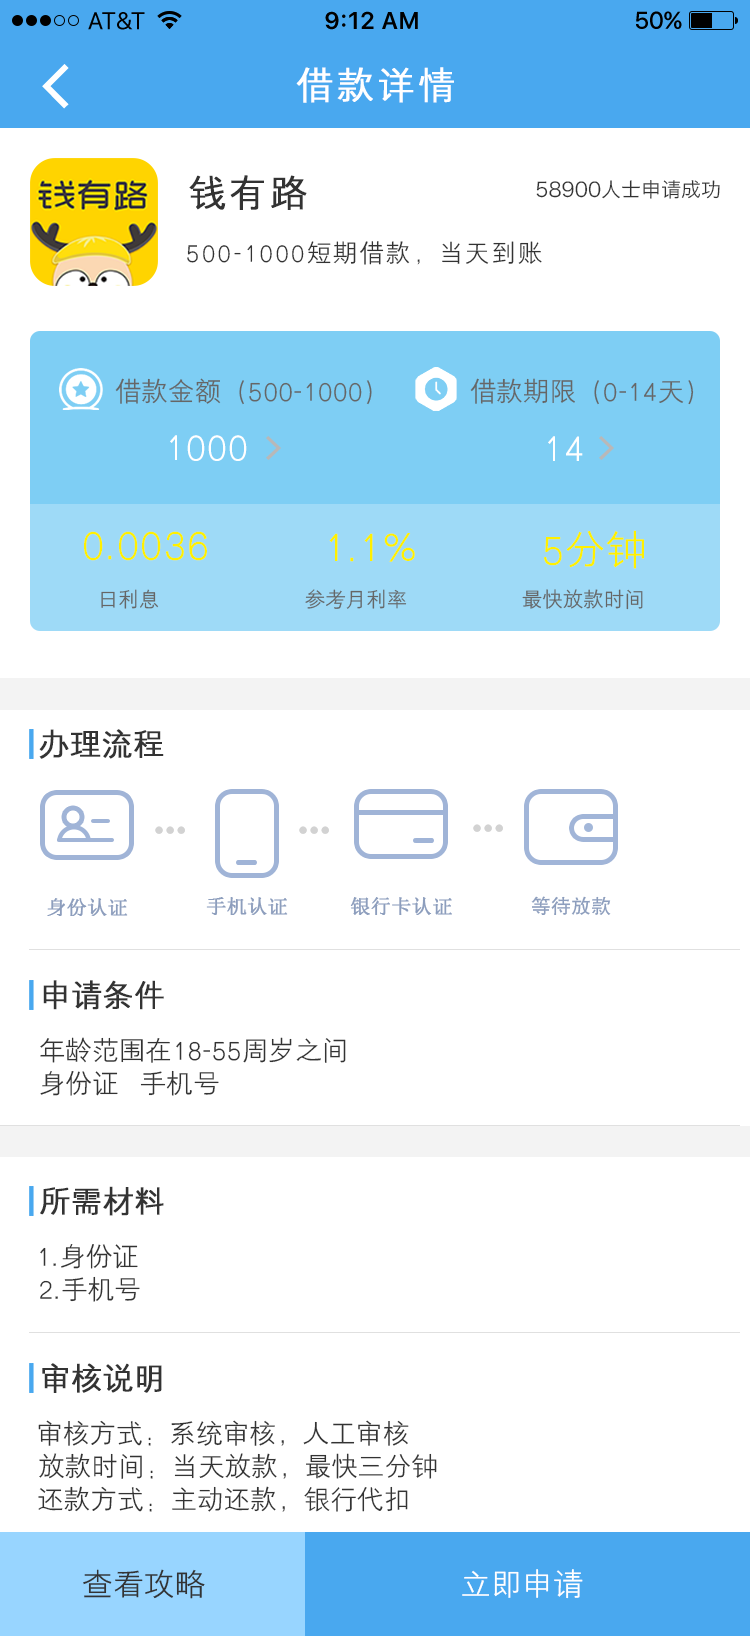 AT&T 9:12 AM 50%
借款详情
钱有路
钱有路
58900人士申请成功
500-1000短期借款，当天到账
借款金额（500-1000） 借款期限（0-14天）
1000 > 14 >
0.0036 1.1% 5分钟
日利息 参考月利率 最快放款时间
办理流程
身份认证 手机认证 银行卡认证 等待放款
申请条件
年龄范围在18-55周岁之间
身份证 手机号
所需材料
1.身份证
2.手机号
审核说明
审核方式：系统审核，人工审核
放款时间：当天放款，最快三分钟
还款方式：主动还款，银行代扣
查看攻略 立即申请